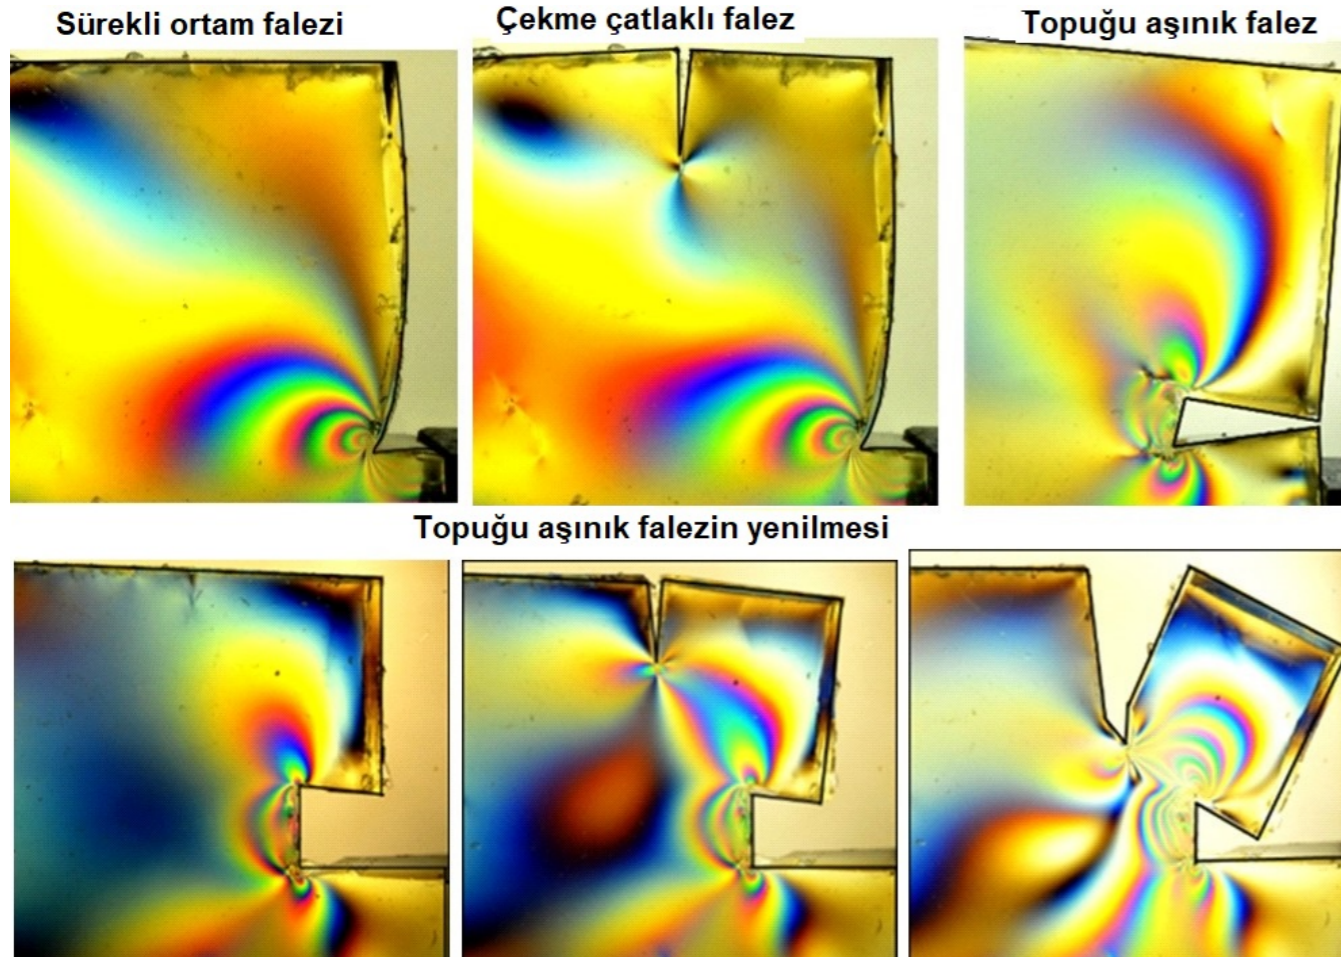 Sürekli ortam falezi
Çekme çatlaklı falez
Topuğu aşınık falez
Topuğu aşınık falezin yenilmesi